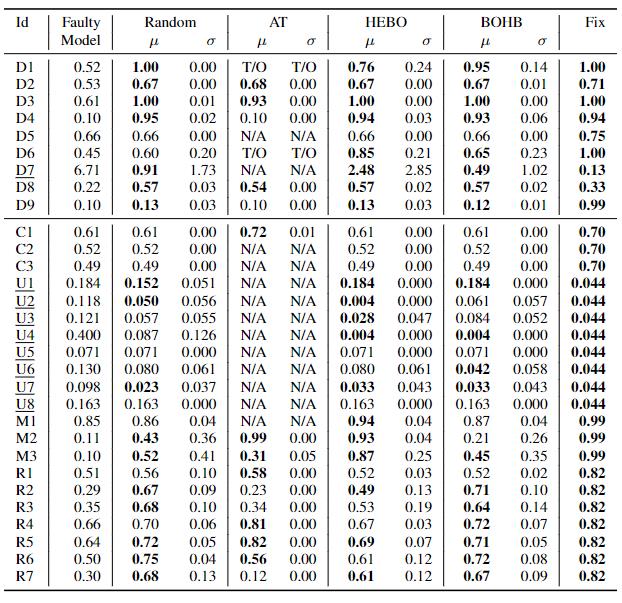 Id Faulty Random AT HEBO BOHB Fix
Model μ σ μ σ μ σ μ σ
D1 0.52 1.00 0.00 T/O T/O 0.76 0.24 0.95 0.14 1.00
D2 0.53 0.67 0.00 0.68 0.00 0.67 0.00 0.67 0.01 0.71
D3 0.61 1.00 0.01 0.93 0.00 1.00 0.00 1.00 0.00 1.00
D4 0.10 0.95 0.02 0.10 0.00 0.94 0.03 0.93 0.06 0.94
D5 0.66 0.66 0.00 N/A N/A 0.66 0.00 0.66 0.00 0.75
D6 0.45 0.60 0.20 T/O T/O 0.85 0.21 0.65 0.23 1.00
D7 6.71 0.91 1.73 N/A N/A 2.48 2.85 0.49 1.02 0.13
D8 0.22 0.57 0.03 0.54 0.00 0.57 0.02 0.57 0.02 0.33
D9 0.10 0.13 0.03 0.10 0.00 0.13 0.03 0.12 0.01 0.99
C1 0.61 0.61 0.00 0.72 0.01 0.61 0.00 0.61 0.00 0.70
C2 0.52 0.52 0.00 N/A N/A 0.52 0.00 0.52 0.00 0.70
C3 0.49 0.49 0.00 N/A N/A 0.49 0.00 0.49 0.00 0.70
U1 0.184 0.152 0.051 N/A N/A 0.184 0.000 0.184 0.000 0.044
U2 0.118 0.050 0.056 N/A N/A 0.004 0.000 0.061 0.057 0.044
U3 0.121 0.057 0.055 N/A N/A 0.028 0.047 0.084 0.052 0.044
U4 0.400 0.087 0.126 N/A N/A 0.004 0.000 0.004 0.000 0.044
U5 0.071 0.071 0.000 N/A N/A 0.071 0.000 0.071 0.000 0.044
U6 0.130 0.080 0.061 N/A N/A 0.080 0.061 0.042 0.058 0.044
U7 0.098 0.023 0.037 N/A N/A 0.033 0.043 0.033 0.043 0.044
U8 0.163 0.163 0.000 N/A N/A 0.163 0.000 0.163 0.000 0.044
M1 0.85 0.86 0.04 N/A N/A 0.94 0.04 0.87 0.04 0.99
M2 0.11 0.43 0.36 0.99 0.00 0.93 0.04 0.21 0.26 0.99
M3 0.10 0.52 0.41 0.31 0.05 0.87 0.25 0.45 0.35 0.99
R1 0.51 0.56 0.10 0.58 0.00 0.52 0.03 0.52 0.02 0.82
R2 0.29 0.67 0.09 0.23 0.00 0.49 0.13 0.71 0.10 0.82
R3 0.35 0.68 0.10 0.34 0.00 0.53 0.19 0.64 0.14 0.82
R4 0.66 0.70 0.06 0.81 0.00 0.67 0.03 0.72 0.07 0.82
R5 0.64 0.72 0.05 0.82 0.00 0.69 0.07 0.71 0.05 0.82
R6 0.50 0.75 0.04 0.56 0.00 0.61 0.12 0.72 0.08 0.82
R7 0.30 0.68 0.13 0.12 0.00 0.61 0.12 0.67 0.09 0.82